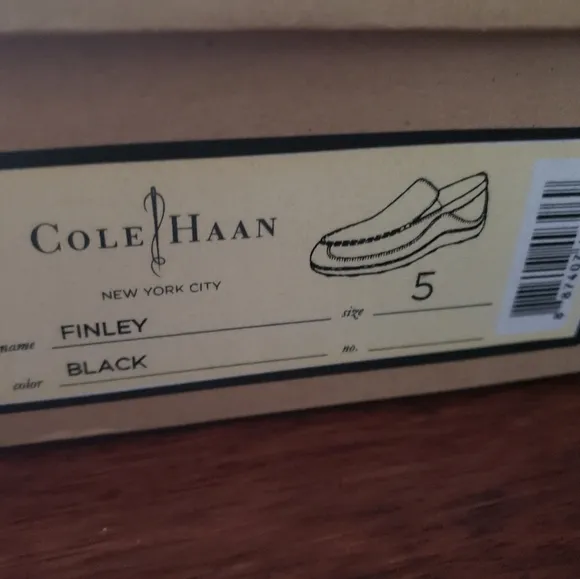 COLE HAAN
NEW YORK CITY
name FINLEY
size 5
color BLACK
no.